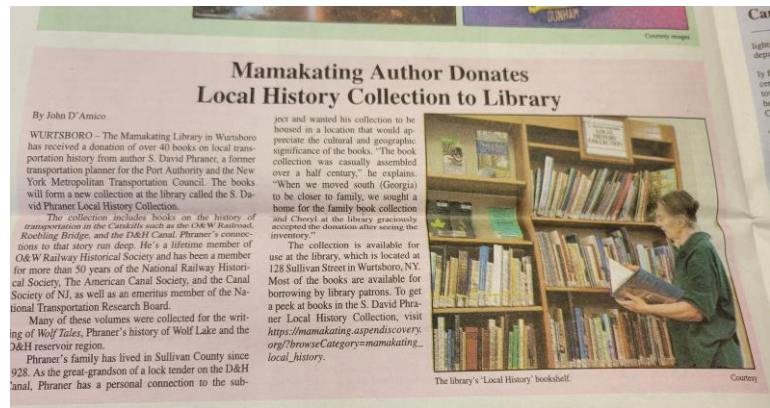 DUNHAM
Courtesy images
Mamakating Author Donates
Local History Collection to Library
By John D'Amico
WURTSBORO – The Mamakating Library in Wurtsboro
has received a donation of over 40 books on local trans-
portation history from author S. David Phraner, a former
transportation planner for the Port Authority and the New
York Metropolitan Transportation Council. The books
will form a new collection at the library called the S. Da-
vid Phraner Local History Collection.
The collection includes books on the history of
transportation in the Catskills such as the O&W Railroad,
Roebling Bridge, and the D&H Canal. Phraner's connec-
tions to that story run deep. He's a lifetime member of
O&W Railway Historical Society and has been a member
for more than 50 years of the National Railway Histori-
cal Society, The American Canal Society, and the Canal
Society of NJ, as well as an emeritus member of the Na-
tional Transportation Research Board.
Many of these volumes were collected for the writ-
ing of Wolf Tales, Phraner's history of Wolf Lake and the
D&H reservoir region.
Phraner's family has lived in Sullivan County since
928. As the great-grandson of a lock tender on the D&H
Canal, Phraner has a personal connection to the sub-
ject and wanted his collection to be
housed in a location that would ap-
preciate the cultural and geographic
significance of the books. "The book
collection was casually assembled
over a half century," he explains.
"When we moved south (Georgia)
to be closer to family, we sought a
home for the family book collection
and Cheryl at the library graciously
accepted the donation after seeing the
inventory."
The collection is available for
use at the library, which is located at
128 Sullivan Street in Wurtsboro, NY.
Most of the books are available for
borrowing by library patrons. To get
a peek at books in the S. David Phra-
ner Local History Collection, visit
https://mamakating.aspendiscovery.
org/?browseCategory=mamakating_
local_history.
LOCAL
HISTORY
COLLECTION
The library's 'Local History' bookshelf.
Courtesy
Ca
light
depa